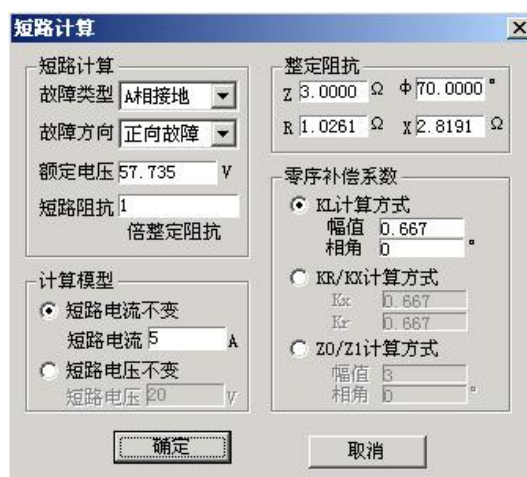 短路计算
短路计算
故障类型 A相接地
故障方向 正向故障
额定电压 57.735 V
短路阻抗 1
倍整定阻抗
计算模型
短路电流不变
短路电流 5 A
短路电压不变
短路电压 20 V
整定阻抗
Z 3.0000 Ω Φ 70.0000 °
R 1.0261 Ω X 2.8191 Ω
零序补偿系数
KL计算方式
幅值 0.667
相角 0 °
KR/KX计算方式
Kx 0.667
Kr 0.667
Z0/Z1计算方式
幅值 3
相角 0 °
确定
取消